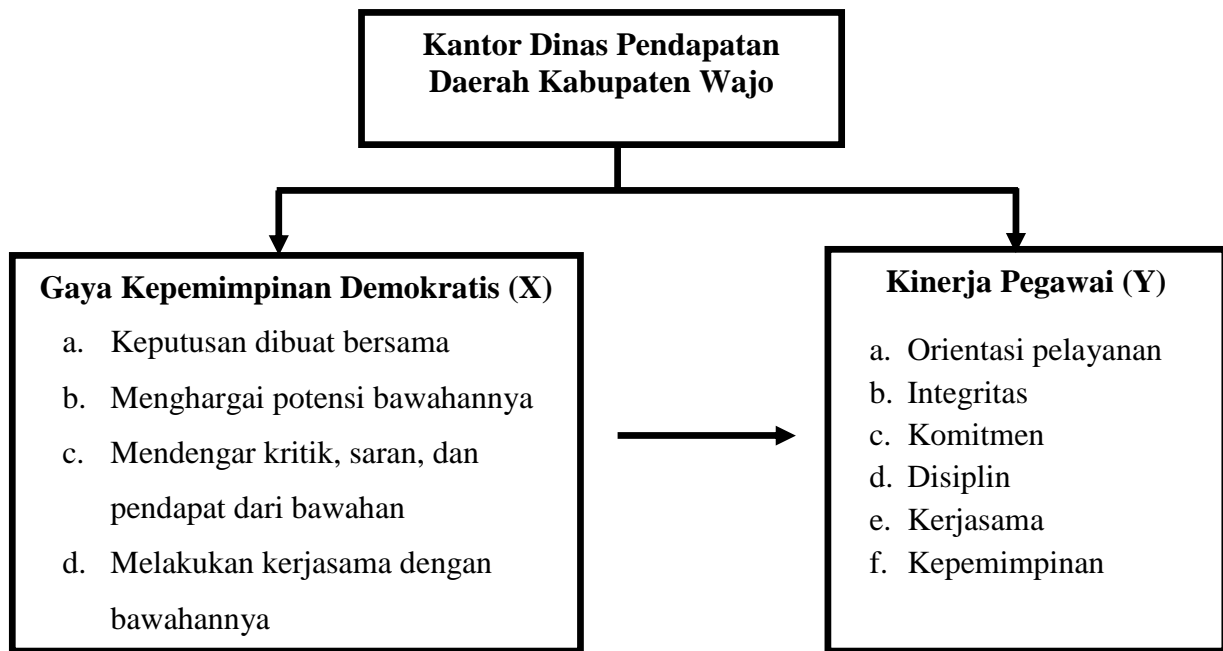 Kantor Dinas Pendapatan
Daerah Kabupaten Wajo
Gaya Kepemimpinan Demokratis (X)
a. Keputusan dibuat bersama
b. Menghargai potensi bawahannya
c. Mendengar kritik, saran, dan
pendapat dari bawahan
d. Melakukan kerjasama dengan
bawahannya
Kinerja Pegawai (Y)
a. Orientasi pelayanan
b. Integritas
c. Komitmen
d. Disiplin
e. Kerjasama
f. Kepemimpinan